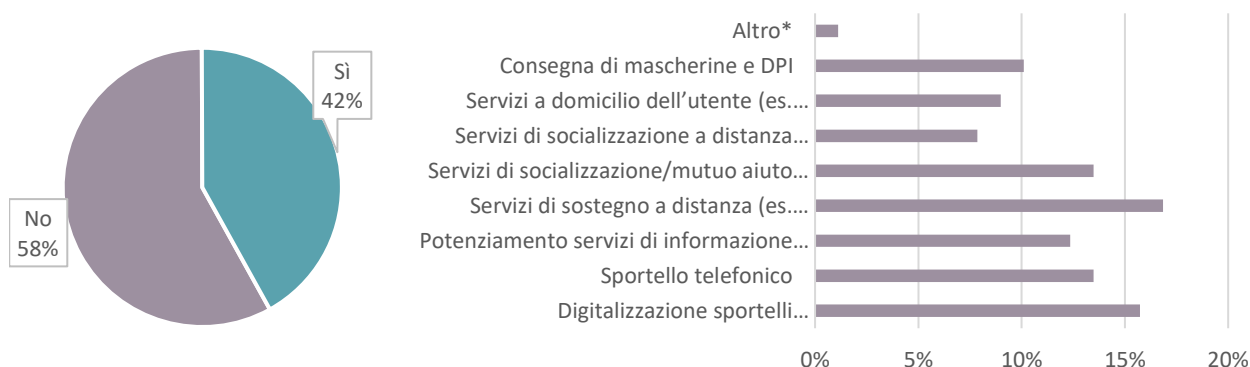 Sì
42%
No
58%
Altro*
Consegna di mascherine e DPI
Servizi a domicilio dell’utente (es....
Servizi di socializzazione a distanza...
Servizi di socializzazione/mutuo aiuto...
Servizi di sostegno a distanza (es....
Potenziamento servizi di informazione...
Sportello telefonico
Digitalizzazione sportelli...
0% 5% 10% 15% 20%